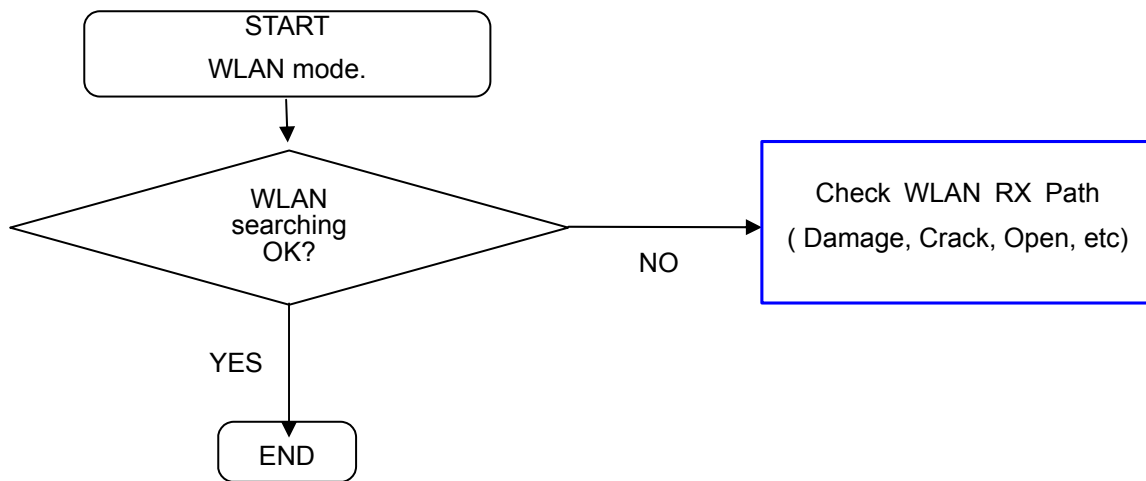 START
WLAN mode.
WLAN
searching
OK?
Check WLAN RX Path
( Damage, Crack, Open, etc)
NO
YES
END